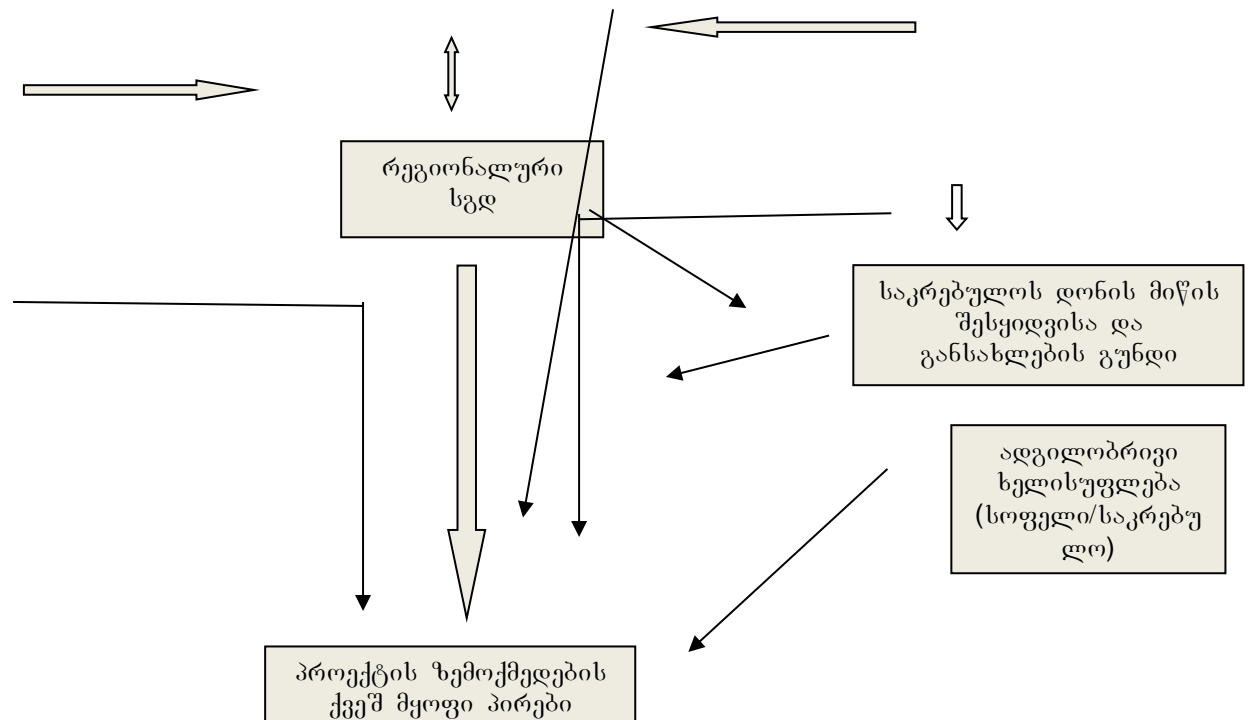 რეგიონალური
სგდ
საკრებულოს დონის მიწის
შესყიდვისა და
განსახლების გუნდი
ადგილობრივი
ხელისუფლება
(სოფელი/საკრებუ
ლო)
პროექტის ზემოქმედების
ქვეშ მყოფი პირები